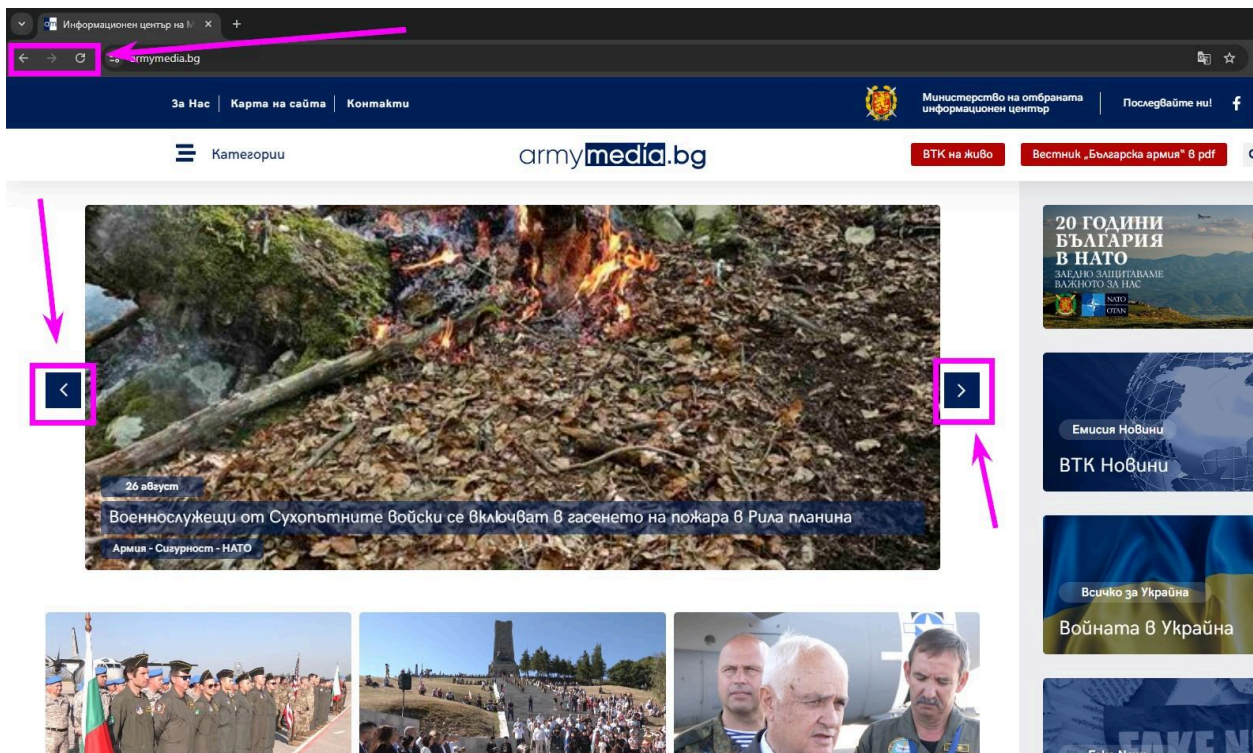 Информационен център на М
armymedia.bg
За Нас | Карта на сайта | Контакти
Министерство на отбраната
информационен център
Последвайте ни!
Категории
armymedia.bg
ВТК на живо
Вестник „Българска армия“ в pdf
20 ГОДИНИ
БЪЛГАРИЯ
В НАТО
ЗАЕДНО ЗАЩИТАВАМЕ
ВАЖНОТО ЗА НАС
NATO
OTAN
26 август
Военнослужещи от Сухопътните войски се включват в гасенето на пожара в Рила планина
Армия - Сигурност - НАТО
Емисия Новини
ВТК Новини
Всичко за Украйна
Войната в Украйна
FAKE N